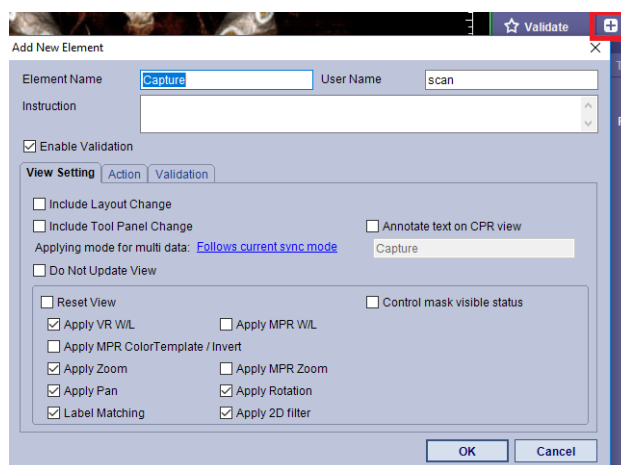 Validate
Add New Element
Element Name Capture User Name scan
Instruction
Enable Validation
View Setting Action Validation
Include Layout Change
Include Tool Panel Change Annotate text on CPR view
Applying mode for multi data: Follows current sync mode Capture
Do Not Update View
Reset View Control mask visible status
Apply VR W/L Apply MPR W/L
Apply MPR ColorTemplate / Invert
Apply Zoom Apply MPR Zoom
Apply Pan Apply Rotation
Label Matching Apply 2D filter
OK Cancel